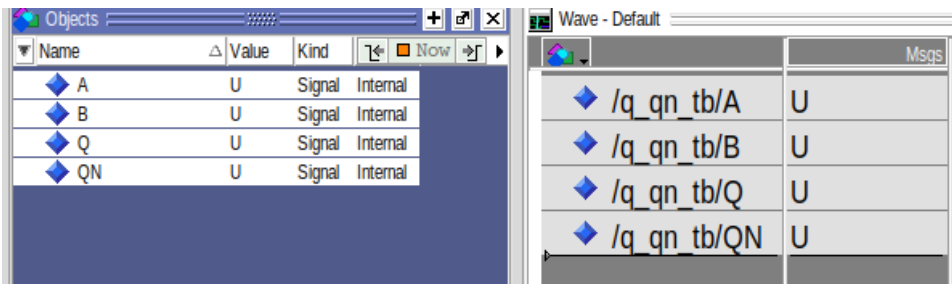 Objects
Name Value Kind Now
A U Signal Internal
B U Signal Internal
Q U Signal Internal
QN U Signal Internal
Wave - Default
Msgs
/q_qn_tb/A U
/q_qn_tb/B U
/q_qn_tb/Q U
/q_qn_tb/QN U